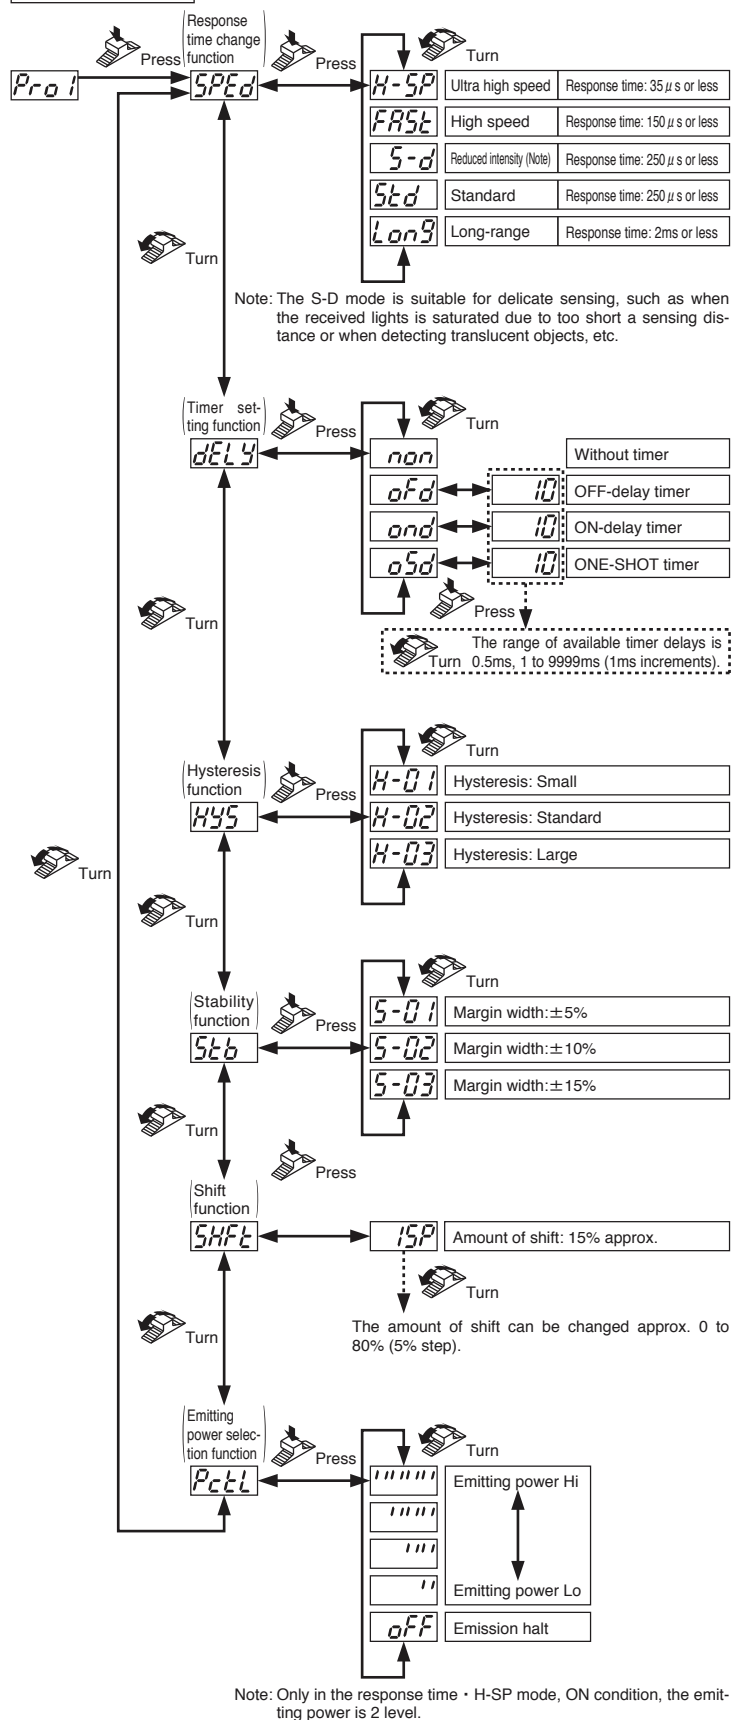 Response
time change
function
Press
Press
Turn
Pro1
SPEd
H-SP
Ultra high speed
Response time: 35 μ s or less
FASt
High speed
Response time: 150 μ s or less
S-d
Reduced intensity (Note)
Response time: 250 μ s or less
Std
Standard
Response time: 250 μ s or less
Long
Long-range
Response time: 2ms or less
Turn
Note: The S-D mode is suitable for delicate sensing, such as when
the received lights is saturated due to too short a sensing dis-
tance or when detecting translucent objects, etc.
Timer set-
ting function
Press
Turn
dELY
non
Without timer
oFd
10
OFF-delay timer
ond
10
ON-delay timer
oSd
10
ONE-SHOT timer
Press
Turn
Turn
The range of available timer delays is
0.5ms, 1 to 9999ms (1ms increments).
Hysteresis
function
Press
Turn
HYS
H-01
Hysteresis: Small
H-02
Hysteresis: Standard
H-03
Hysteresis: Large
Turn
Turn
Stability
function
Press
Turn
Stb
S-01
Margin width:±5%
S-02
Margin width:±10%
S-03
Margin width:±15%
Turn
Press
Shift
function
SHFt
15P
Amount of shift: 15% approx.
Turn
Turn
The amount of shift can be changed approx. 0 to
80% (5% step).
Emitting
power selec-
tion function
Press
Turn
PctL
Emitting power Hi
Emitting power Lo
oFF
Emission halt
Note: Only in the response time・H-SP mode, ON condition, the emit-
ting power is 2 level.